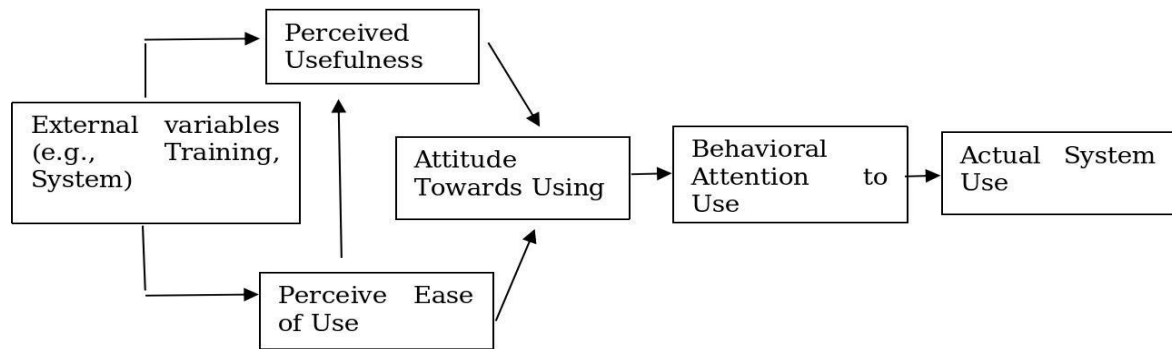 Perceived
Usefulness
External variables
(e.g., Training,
System)
Attitude
Towards Using
Behavioral
Attention to
Use
Actual System
Use
Perceive Ease
of Use